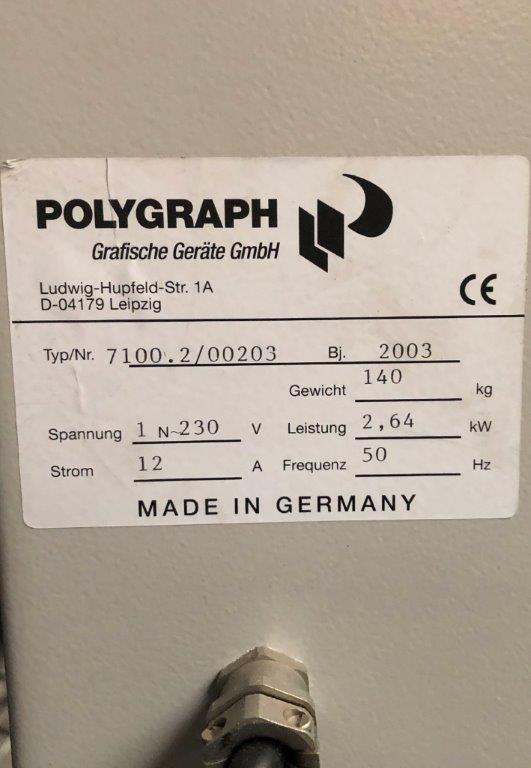 POLYGRAPH
Grafische Geräte GmbH
Ludwig-Hupfeld-Str. 1A
D-04179 Leipzig
CE
Typ/Nr. 7100.2/00203 Bj. 2003
Gewicht 140 kg
Spannung 1 N~230 V Leistung 2,64 kW
Strom 12 A Frequenz 50 Hz
MADE IN GERMANY